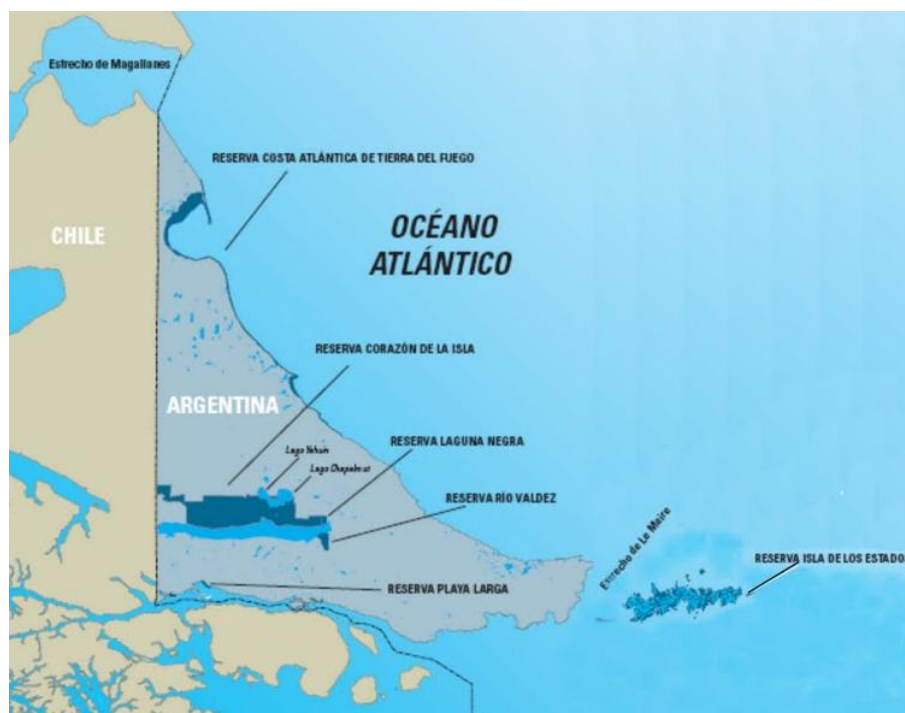 Estrecho de Magallanes
RESERVA COSTA ATLÁNTICA DE TIERRA DEL FUEGO
CHILE
OCÉANO
ATLÁNTICO
RESERVA CORAZÓN DE LA ISLA
ARGENTINA
RESERVA LAGUNA NEGRA
Lago Yehuin
Lago Chepelmut
RESERVA RÍO VALDEZ
Estrecho de Le Maire
RESERVA ISLA DE LOS ESTADO
RESERVA PLAYA LARGA